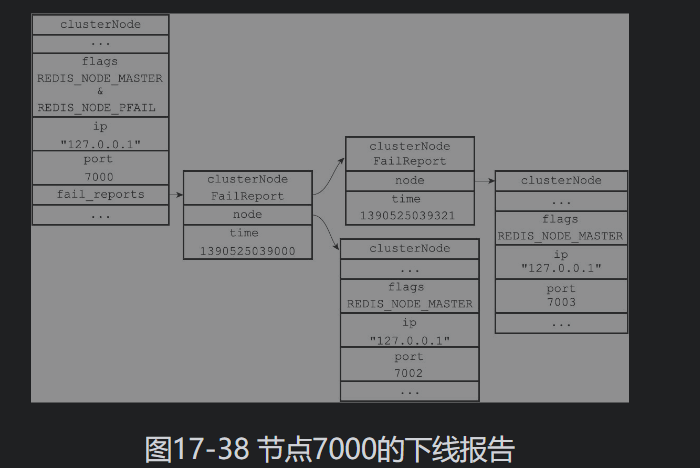 clusterNode
...
flags
REDIS_NODE_MASTER
&
REDIS_NODE_PFAIL
ip
"127.0.0.1"
port
7000
fail_reports
...
clusterNode
FailReport
node
time
1390525039000
clusterNode
FailReport
node
time
1390525039321
clusterNode
...
flags
REDIS_NODE_MASTER
ip
"127.0.0.1"
port
7002
...
clusterNode
...
flags
REDIS_NODE_MASTER
ip
"127.0.0.1"
port
7003
...
图17-38 节点7000的下线报告